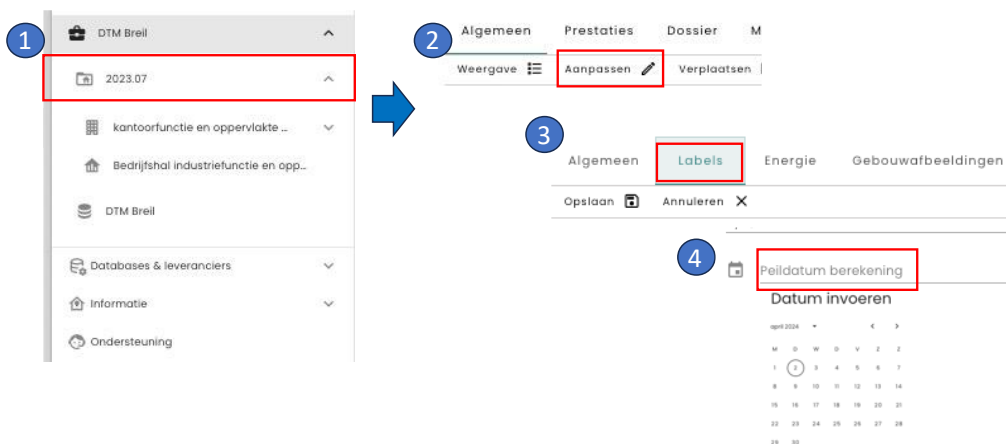 1
DTM Breil
2023.07
kantoorfunctie en oppervlakte ...
Bedrijfshal industriefunctie en opp...
DTM Breil
Databases & leveranciers
Informatie
Ondersteuning
2
Algemeen Prestaties Dossier M
Weergave Aanpassen Verplaatsen
3
Algemeen Labels Energie Gebouwafbeeldingen
Opslaan Annuleren
4
Peildatum berekening
Datum invoeren
april 2024
M D W D V Z Z
1 2 3 4 5 6 7
8 9 10 11 12 13 14
15 16 17 18 19 20 21
22 23 24 25 26 27 28
29 30